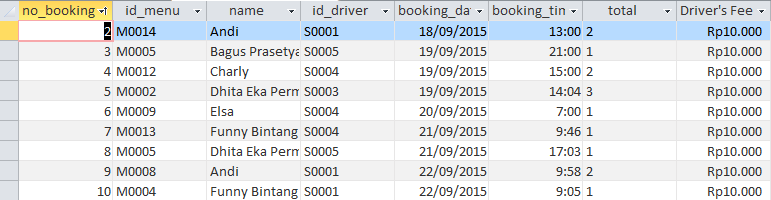 no_booking id_menu name id_driver booking_da booking_tim total Driver's Fee
2 M0014 Andi S0001 18/09/2015 13:00 2 Rp10.000
3 M0005 Bagus Prasetya S0005 19/09/2015 21:00 1 Rp10.000
4 M0012 Charly S0004 19/09/2015 15:00 2 Rp10.000
5 M0002 Dhita Eka Perm S0003 19/09/2015 14:04 3 Rp10.000
6 M0009 Elsa S0004 20/09/2015 7:00 1 Rp10.000
7 M0013 Funny Bintang S0004 21/09/2015 9:46 1 Rp10.000
8 M0005 Dhita Eka Perm S0005 21/09/2015 17:03 1 Rp10.000
9 M0008 Andi S0001 22/09/2015 9:58 2 Rp10.000
10 M0004 Funny Bintang S0001 22/09/2015 9:05 1 Rp10.000